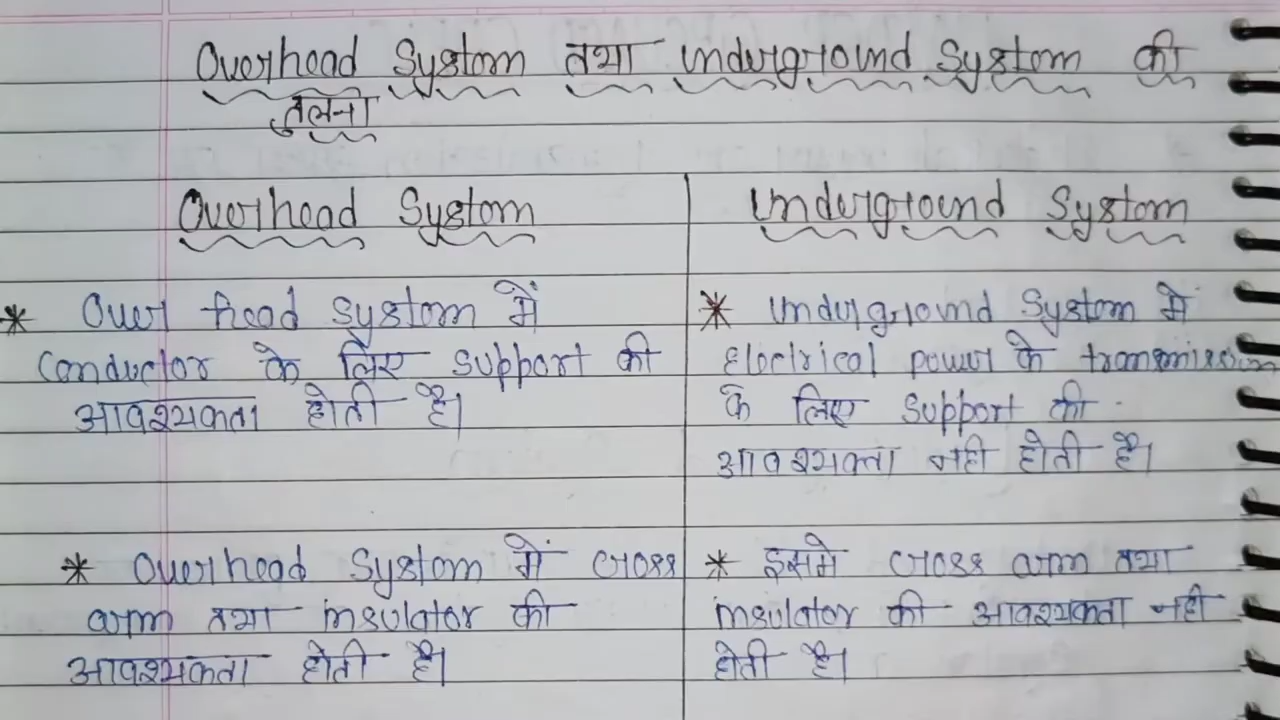 Overhead System तथा underground System की
तुलना
Overhead System
Underground System
* Over head System में
Conductor के लिए support की
आवश्यकता होती है।
* underground System में
Electrical power के transmission
के लिए support की
आवश्यकता नही होती है।
* Overhead System में cross
arm तथा insulator की
आवश्यकता होती है।
* इसमे cross arm तथा
insulator की आवश्यकता नही
होती है।